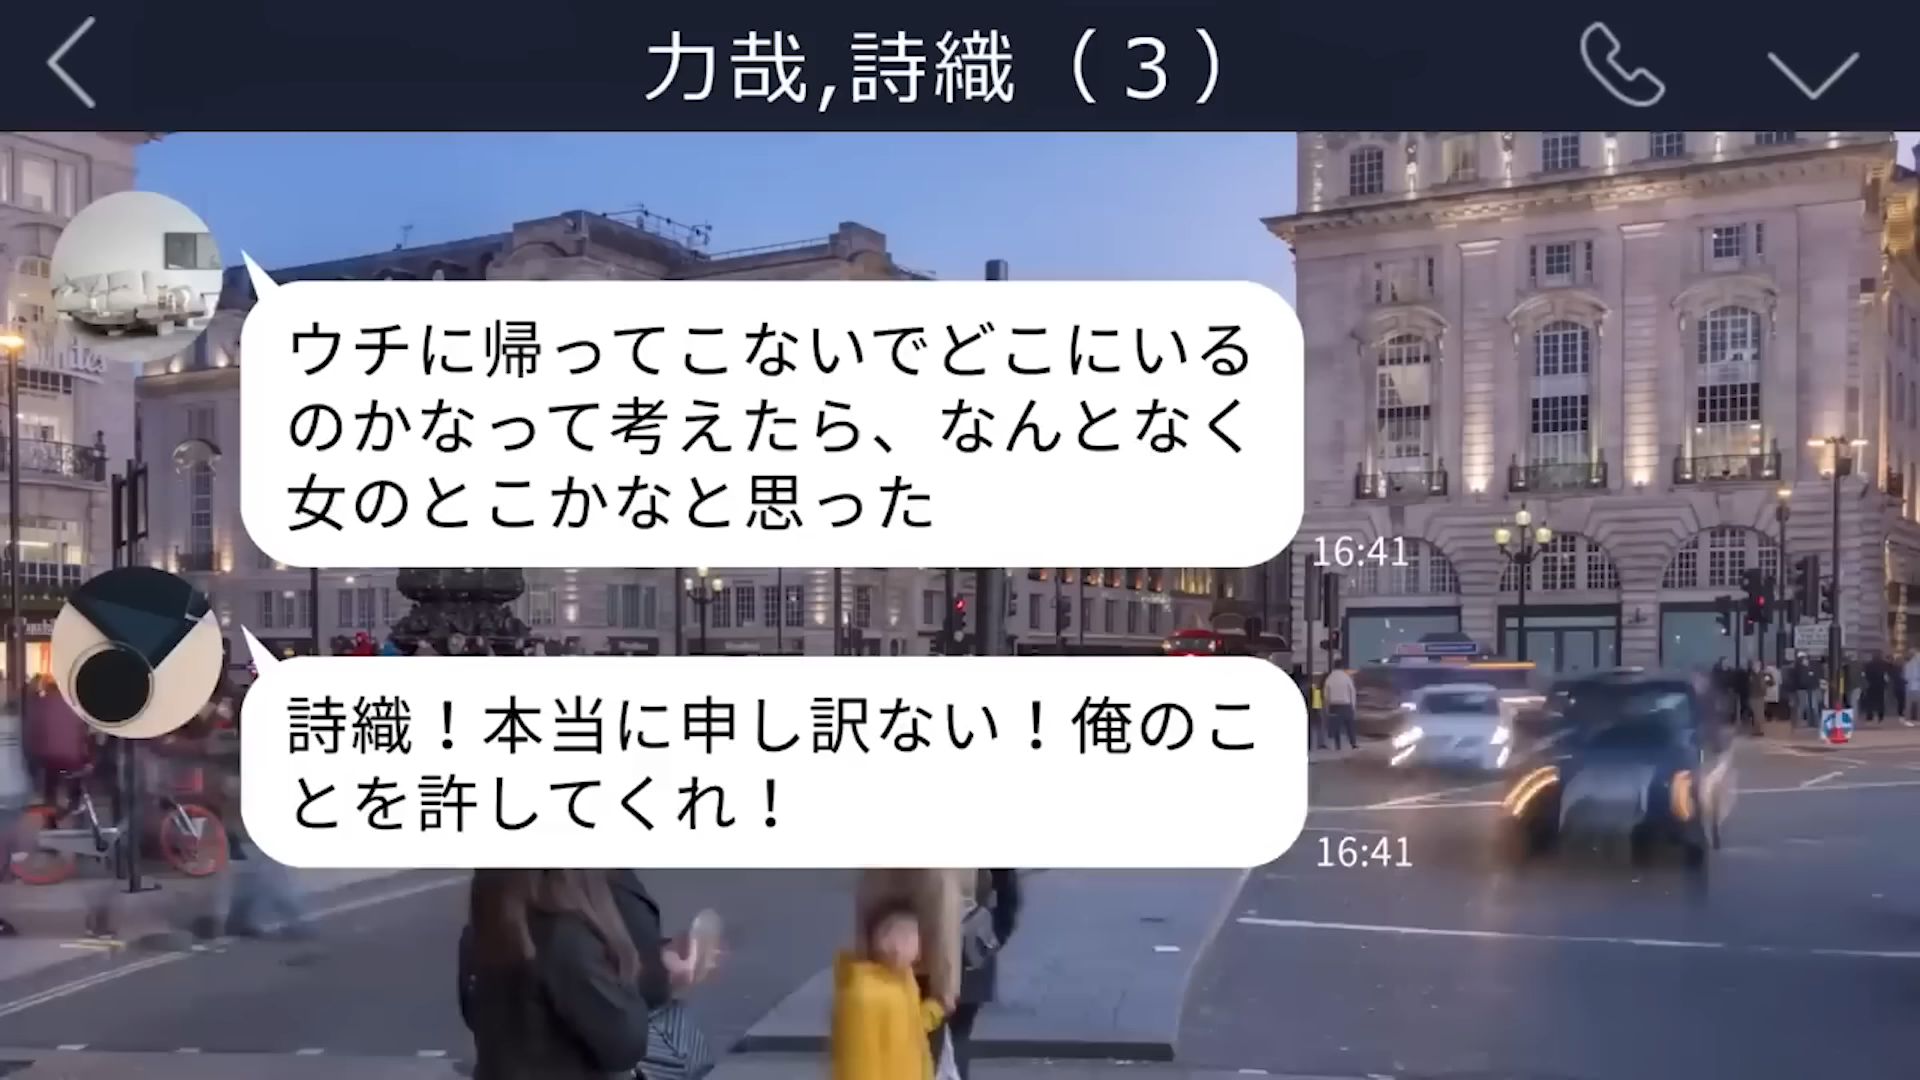 力哉,詩織（３）
ウチに帰ってこないでどこにいる
のかなって考えたら、なんとなく
女のとこかなと思った
16:41
詩織！本当に申し訳ない！俺のこ
とを許してくれ！
16:41